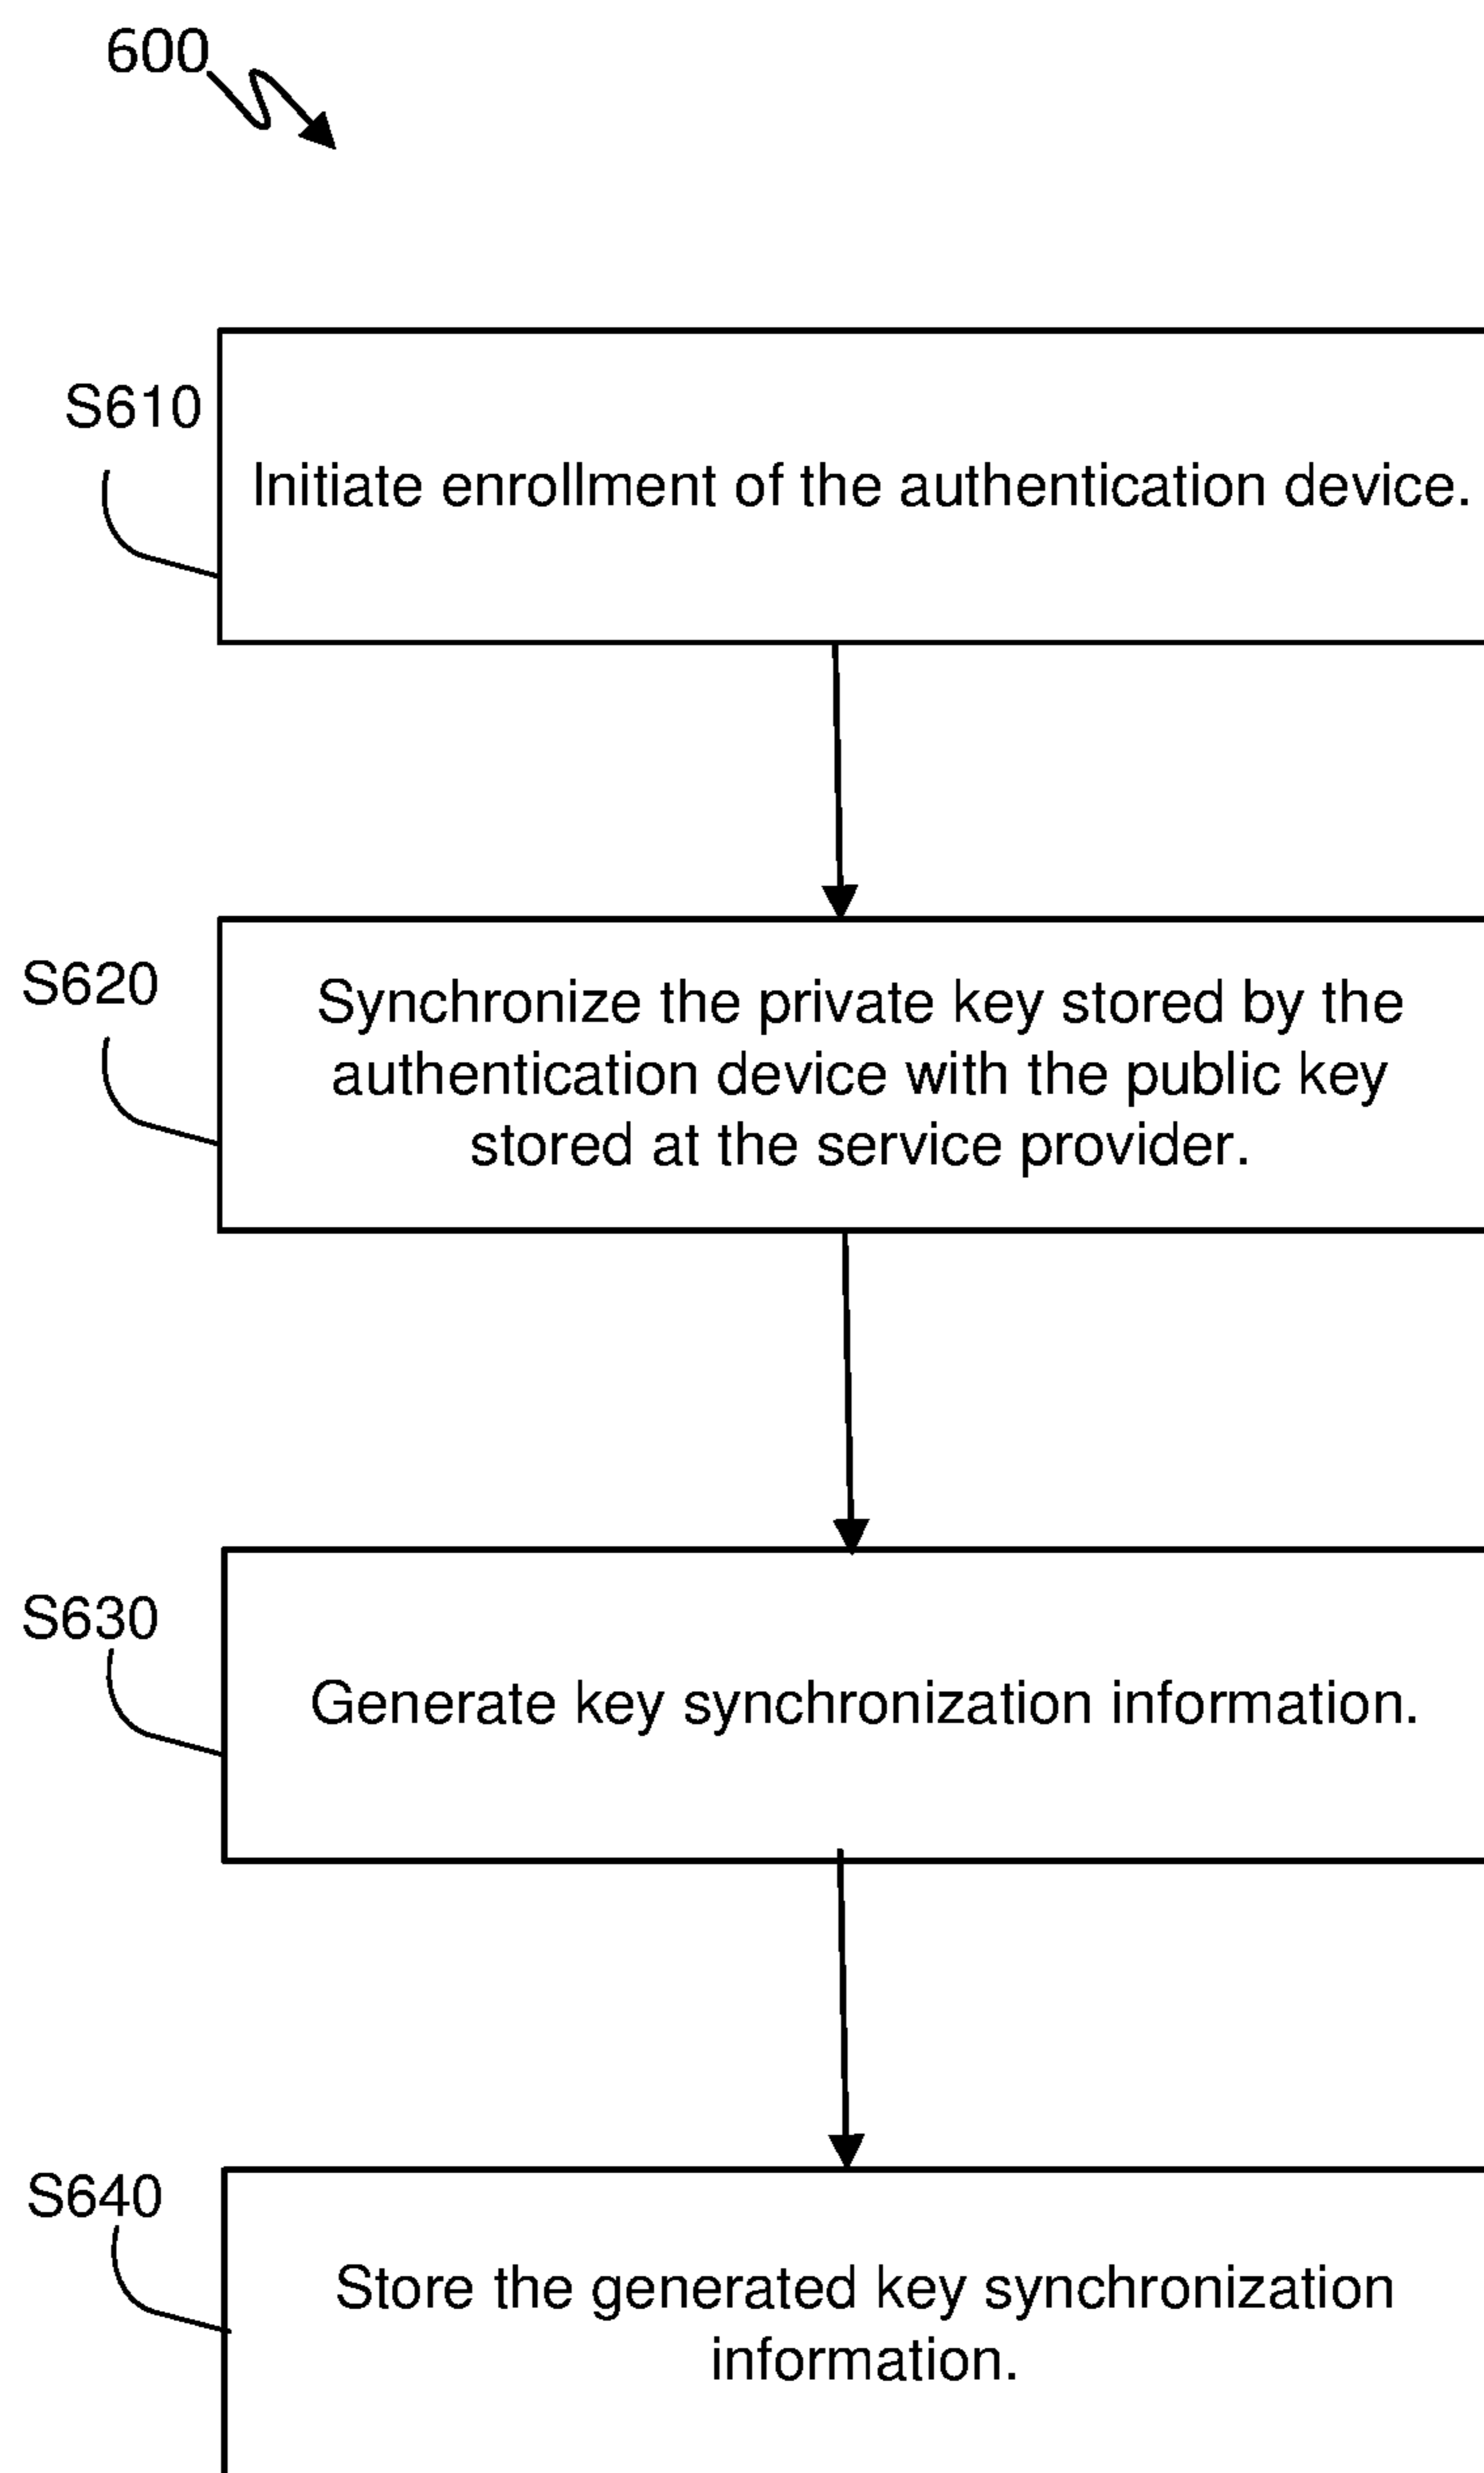 600
S610
Initiate enrollment of the authentication device.
S620
Synchronize the private key stored by the
authentication device with the public key
stored at the service provider.
S630
Generate key synchronization information.
S640
Store the generated key synchronization
information.